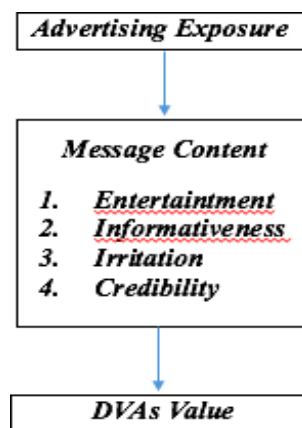 Advertising Exposure
Message Content
1. Entertaintment
2. Informativeness
3. Irritation
4. Credibility
DVAs Value